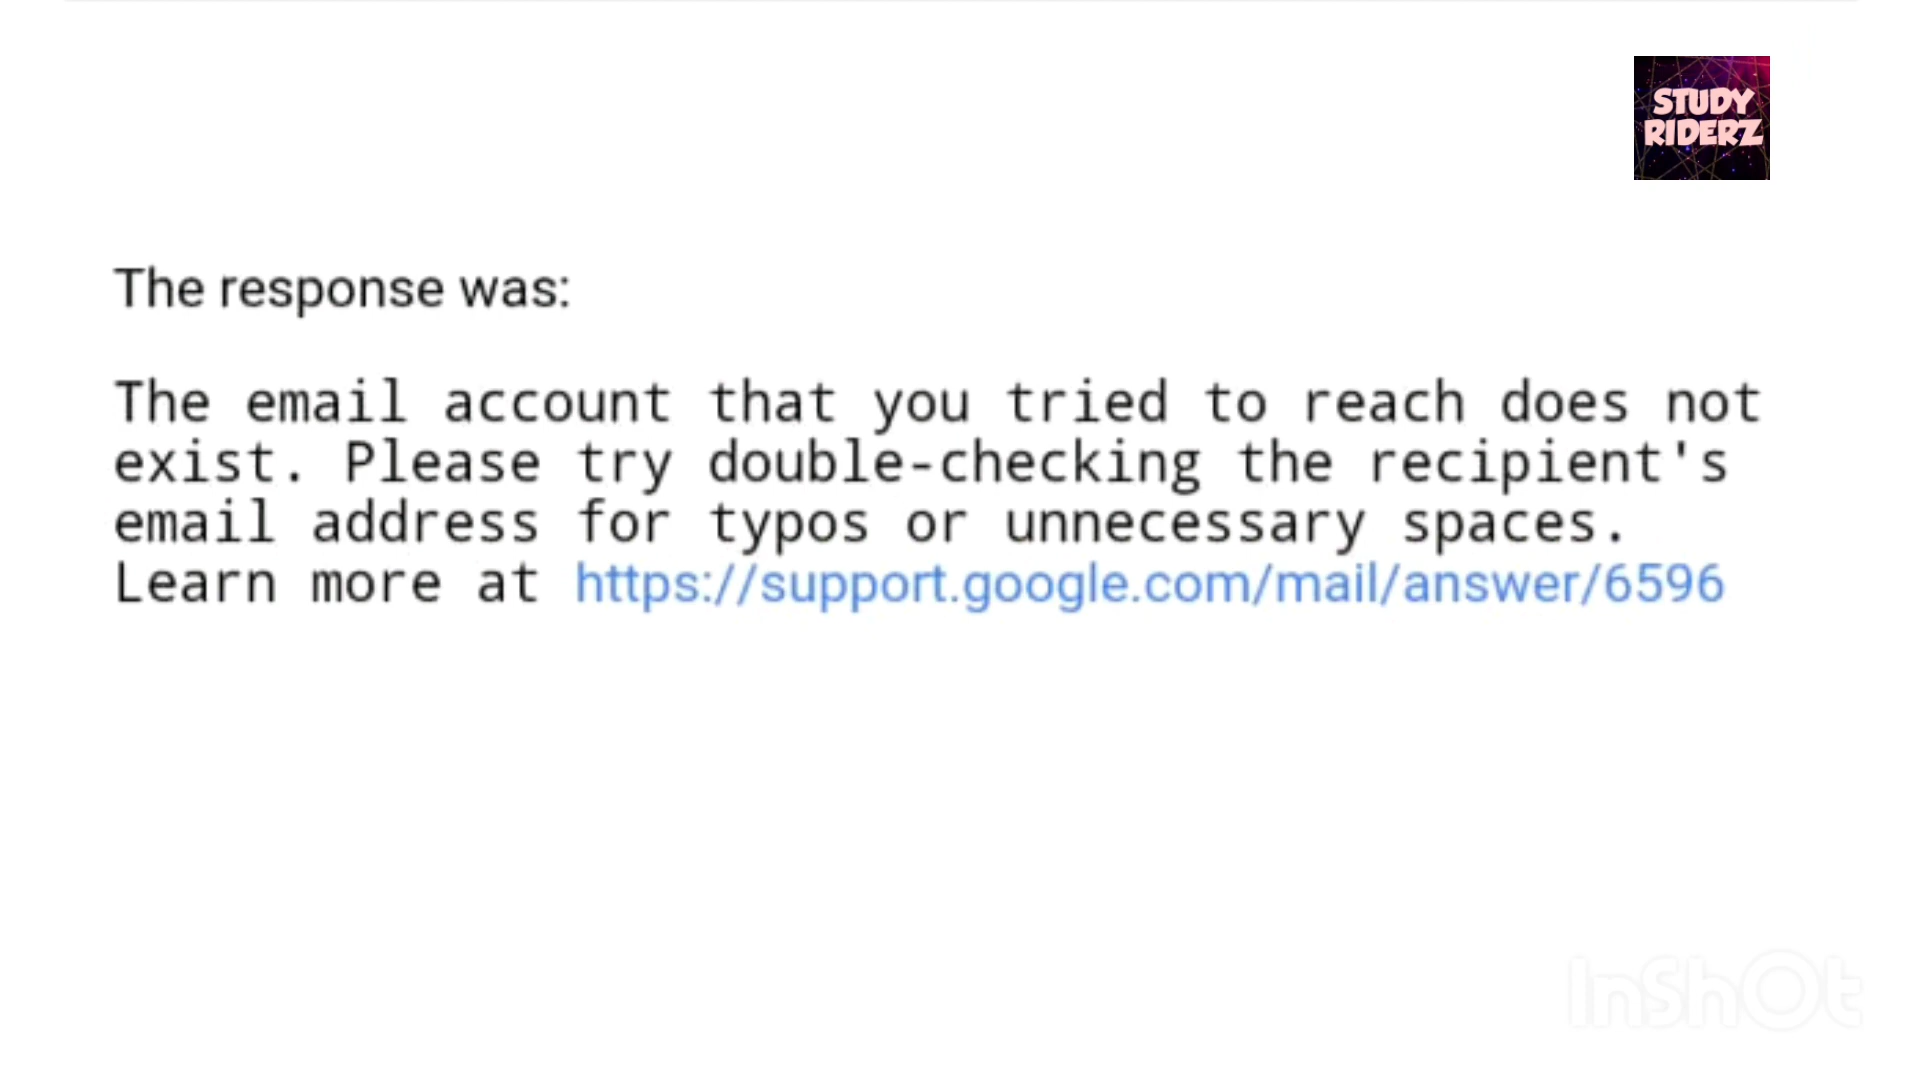 STUDY
RIDERZ
The response was:
The email account that you tried to reach does not
exist. Please try double-checking the recipient's
email address for typos or unnecessary spaces.
Learn more at https://support.google.com/mail/answer/6596
InShOt